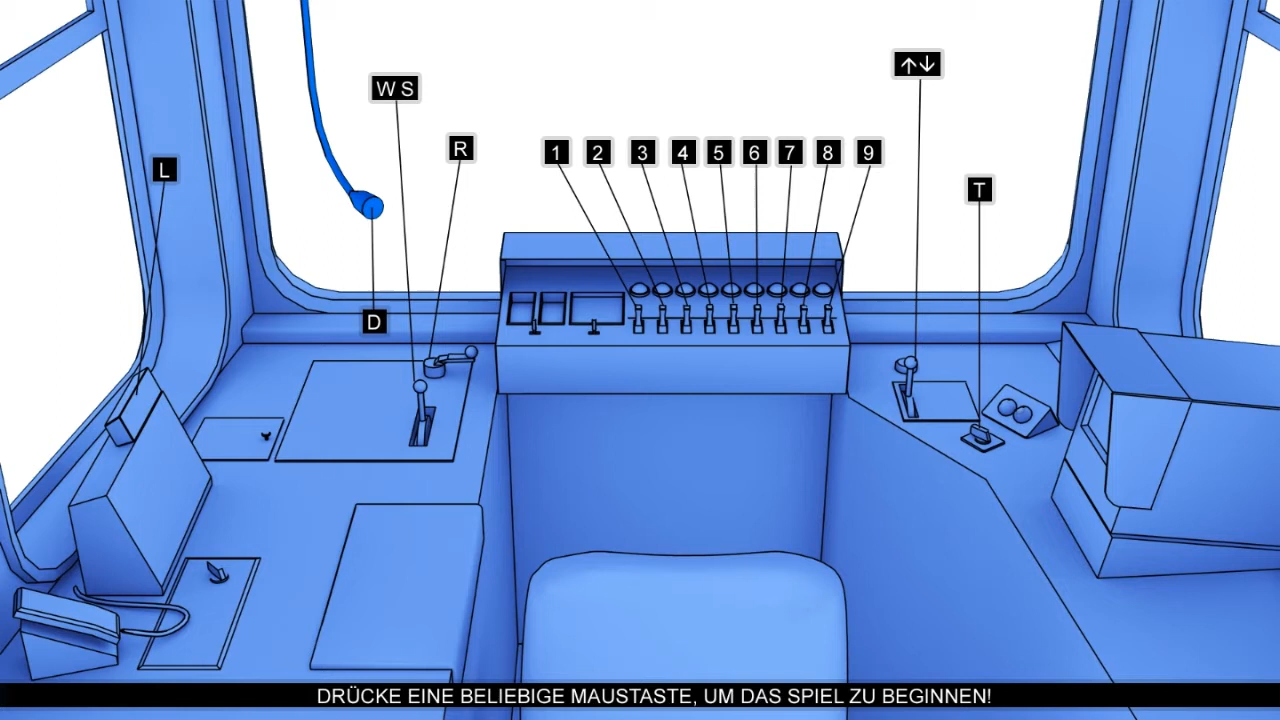 ↑↓
W S
R
1 2 3 4 5 6 7 8 9
L
T
D
DRÜCKE EINE BELIEBIGE MAUSTASTE, UM DAS SPIEL ZU BEGINNEN!